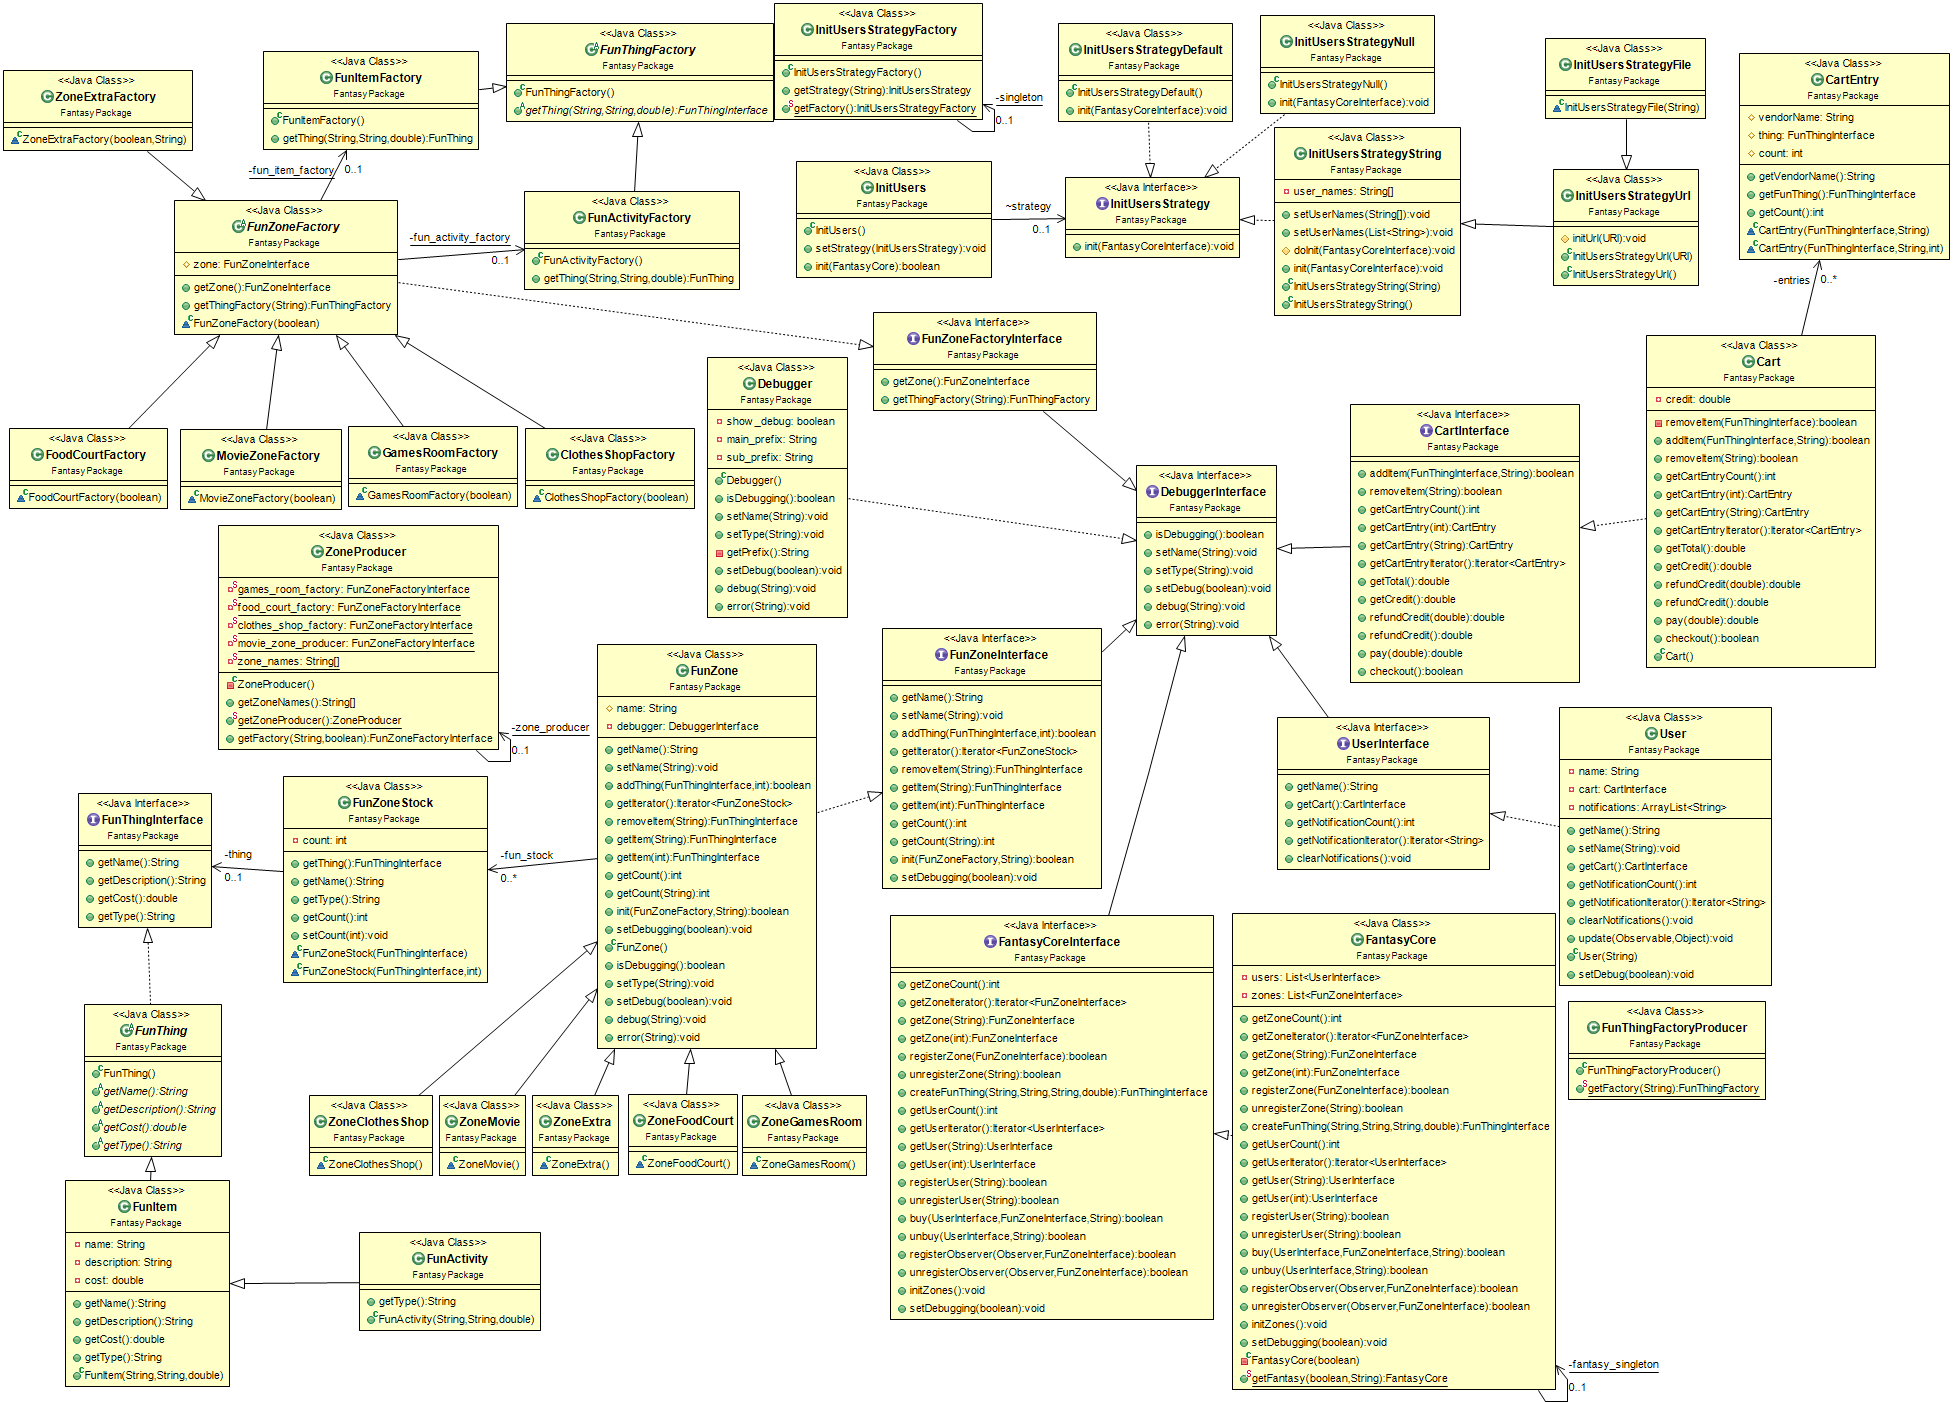 <<Java Class>>
ZoneExtraFactory
Fantasy Package
ZoneExtraFactory(boolean,String)
<<Java Class>>
FunItemFactory
Fantasy Package
FunItemFactory()
getThing(String,String,double):FunThing
<<Java Class>>
FunThingFactory
Fantasy Package
FunThingFactory()
getThing(String,String,double):FunThingInterface
<<Java Class>>
InitUsersStrategyFactory
Fantasy Package
InitUsersStrategyFactory()
getStrategy(String):InitUsersStrategy
getFactory():InitUsersStrategyFactory
-singleton
0..1
<<Java Class>>
InitUsersStrategyDefault
Fantasy Package
InitUsersStrategyDefault()
init(FantasyCoreInterface):void
<<Java Class>>
InitUsersStrategyNull
Fantasy Package
InitUsersStrategyNull()
init(FantasyCoreInterface):void
<<Java Class>>
InitUsersStrategyFile
Fantasy Package
InitUsersStrategyFile(String)
<<Java Class>>
CartEntry
Fantasy Package
vendorName: String
thing: FunThingInterface
count: int
getVendorName():String
getFunThing():FunThingInterface
getCount():int
CartEntry(FunThingInterface,String)
CartEntry(FunThingInterface,String,int)
-fun_item_factory
0..1
<<Java Class>>
FunZoneFactory
Fantasy Package
zone: FunZoneInterface
getZone():FunZoneInterface
getThingFactory(String):FunThingFactory
FunZoneFactory(boolean)
-fun_activity_factory
0..1
<<Java Class>>
FunActivityFactory
Fantasy Package
FunActivityFactory()
getThing(String,String,double):FunThing
<<Java Class>>
InitUsers
Fantasy Package
InitUsers()
setStrategy(InitUsersStrategy):void
init(FantasyCore):boolean
~strategy
0..1
<<Java Interface>>
InitUsersStrategy
Fantasy Package
init(FantasyCoreInterface):void
<<Java Class>>
InitUsersStrategyString
Fantasy Package
user_names: String[]
setUserNames(String[]):void
setUserNames(List<String>):void
doInit(FantasyCoreInterface):void
init(FantasyCoreInterface):void
InitUsersStrategyString(String)
InitUsersStrategyString()
<<Java Class>>
InitUsersStrategyUrl
Fantasy Package
initUrl(URI):void
InitUsersStrategyUrl(URI)
InitUsersStrategyUrl()
-entries
0..*
<<Java Interface>>
FunZoneFactoryInterface
Fantasy Package
getZone():FunZoneInterface
getThingFactory(String):FunThingFactory
<<Java Class>>
Cart
Fantasy Package
credit: double
removeItem(FunThingInterface):boolean
addItem(FunThingInterface,String):boolean
removeItem(String):boolean
getCartEntryCount():int
getCartEntry(int):CartEntry
getCartEntry(String):CartEntry
getCartEntryIterator():Iterator<CartEntry>
getTotal():double
getCredit():double
refundCredit(double):double
refundCredit():double
pay(double):double
checkout():boolean
Cart()
<<Java Class>>
Debugger
Fantasy Package
show_debug: boolean
main_prefix: String
sub_prefix: String
Debugger()
isDebugging():boolean
setName(String):void
setType(String):void
getPrefix():String
setDebug(boolean):void
debug(String):void
error(String):void
<<Java Interface>>
CartInterface
Fantasy Package
addItem(FunThingInterface,String):boolean
removeItem(String):boolean
getCartEntryCount():int
getCartEntry(int):CartEntry
getCartEntry(String):CartEntry
getCartEntryIterator():Iterator<CartEntry>
getTotal():double
getCredit():double
refundCredit(double):double
refundCredit():double
pay(double):double
checkout():boolean
<<Java Class>>
FoodCourtFactory
Fantasy Package
FoodCourtFactory(boolean)
<<Java Class>>
MovieZoneFactory
Fantasy Package
MovieZoneFactory(boolean)
<<Java Class>>
GamesRoomFactory
Fantasy Package
GamesRoomFactory(boolean)
<<Java Class>>
ClothesShopFactory
Fantasy Package
ClothesShopFactory(boolean)
<<Java Interface>>
DebuggerInterface
Fantasy Package
isDebugging():boolean
setName(String):void
setType(String):void
setDebug(boolean):void
debug(String):void
error(String):void
<<Java Class>>
ZoneProducer
Fantasy Package
games_room_factory: FunZoneFactoryInterface
food_court_factory: FunZoneFactoryInterface
clothes_shop_factory: FunZoneFactoryInterface
movie_zone_producer: FunZoneFactoryInterface
zone_names: String[]
ZoneProducer()
getZoneNames():String[]
getZoneProducer():ZoneProducer
getFactory(String,boolean):FunZoneFactoryInterface
-zone_producer
0..1
<<Java Class>>
FunZone
Fantasy Package
name: String
debugger: DebuggerInterface
getName():String
setName(String):void
addThing(FunThingInterface,int):boolean
getIterator():Iterator<FunZoneStock>
removeItem(String):FunThingInterface
getItem(String):FunThingInterface
getItem(int):FunThingInterface
getCount():int
getCount(String):int
init(FunZoneFactory,String):boolean
setDebugging(boolean):void
FunZone()
isDebugging():boolean
setType(String):void
setDebug(boolean):void
debug(String):void
error(String):void
<<Java Interface>>
FunZoneInterface
Fantasy Package
getName():String
setName(String):void
addThing(FunThingInterface,int):boolean
getIterator():Iterator<FunZoneStock>
removeItem(String):FunThingInterface
getItem(String):FunThingInterface
getItem(int):FunThingInterface
getCount():int
getCount(String):int
init(FunZoneFactory,String):boolean
setDebugging(boolean):void
<<Java Interface>>
UserInterface
Fantasy Package
getName():String
getCart():CartInterface
getNotificationCount():int
getNotificationIterator():Iterator<String>
clearNotifications():void
<<Java Class>>
User
Fantasy Package
name: String
cart: CartInterface
notifications: ArrayList<String>
getName():String
setName(String):void
getCart():CartInterface
getNotificationCount():int
getNotificationIterator():Iterator<String>
clearNotifications():void
update(Observable,Object):void
User(String)
setDebug(boolean):void
<<Java Interface>>
FunThingInterface
Fantasy Package
getName():String
getDescription():String
getCost():double
getType():String
-thing
0..1
<<Java Class>>
FunZoneStock
Fantasy Package
count: int
getThing():FunThingInterface
getName():String
getType():String
getCount():int
setCount(int):void
FunZoneStock(FunThingInterface)
FunZoneStock(FunThingInterface,int)
-fun_stock
0..*
<<Java Interface>>
FantasyCoreInterface
Fantasy Package
getZoneCount():int
getZoneIterator():Iterator<FunZoneInterface>
getZone(String):FunZoneInterface
getZone(int):FunZoneInterface
registerZone(FunZoneInterface):boolean
unregisterZone(String):boolean
createFunThing(String,String,String,double):FunThingInterface
getUserCount():int
getUserIterator():Iterator<UserInterface>
getUser(String):UserInterface
getUser(int):UserInterface
registerUser(String):boolean
unregisterUser(String):boolean
buy(UserInterface,FunZoneInterface,String):boolean
unbuy(UserInterface,String):boolean
registerObserver(Observer,FunZoneInterface):boolean
unregisterObserver(Observer,FunZoneInterface):boolean
initZones():void
setDebugging(boolean):void
<<Java Class>>
FantasyCore
Fantasy Package
users: List<UserInterface>
zones: List<FunZoneInterface>
getZoneCount():int
getZoneIterator():Iterator<FunZoneInterface>
getZone(String):FunZoneInterface
getZone(int):FunZoneInterface
registerZone(FunZoneInterface):boolean
unregisterZone(String):boolean
createFunThing(String,String,String,double):FunThingInterface
getUserCount():int
getUserIterator():Iterator<UserInterface>
getUser(String):UserInterface
getUser(int):UserInterface
registerUser(String):boolean
unregisterUser(String):boolean
buy(UserInterface,FunZoneInterface,String):boolean
unbuy(UserInterface,String):boolean
registerObserver(Observer,FunZoneInterface):boolean
unregisterObserver(Observer,FunZoneInterface):boolean
initZones():void
setDebugging(boolean):void
FantasyCore(boolean)
getFantasy(boolean,String):FantasyCore
-fantasy_singleton
0..1
<<Java Class>>
FunThingFactoryProducer
Fantasy Package
FunThingFactoryProducer()
getFactory(String):FunThingFactory
<<Java Class>>
FunThing
Fantasy Package
FunThing()
getName():String
getDescription():String
getCost():double
getType():String
<<Java Class>>
ZoneClothesShop
Fantasy Package
ZoneClothesShop()
<<Java Class>>
ZoneMovie
Fantasy Package
ZoneMovie()
<<Java Class>>
ZoneExtra
Fantasy Package
ZoneExtra()
<<Java Class>>
ZoneFoodCourt
Fantasy Package
ZoneFoodCourt()
<<Java Class>>
ZoneGamesRoom
Fantasy Package
ZoneGamesRoom()
<<Java Class>>
FunItem
Fantasy Package
name: String
description: String
cost: double
getName():String
getDescription():String
getCost():double
getType():String
FunItem(String,String,double)
<<Java Class>>
FunActivity
Fantasy Package
getType():String
FunActivity(String,String,double)